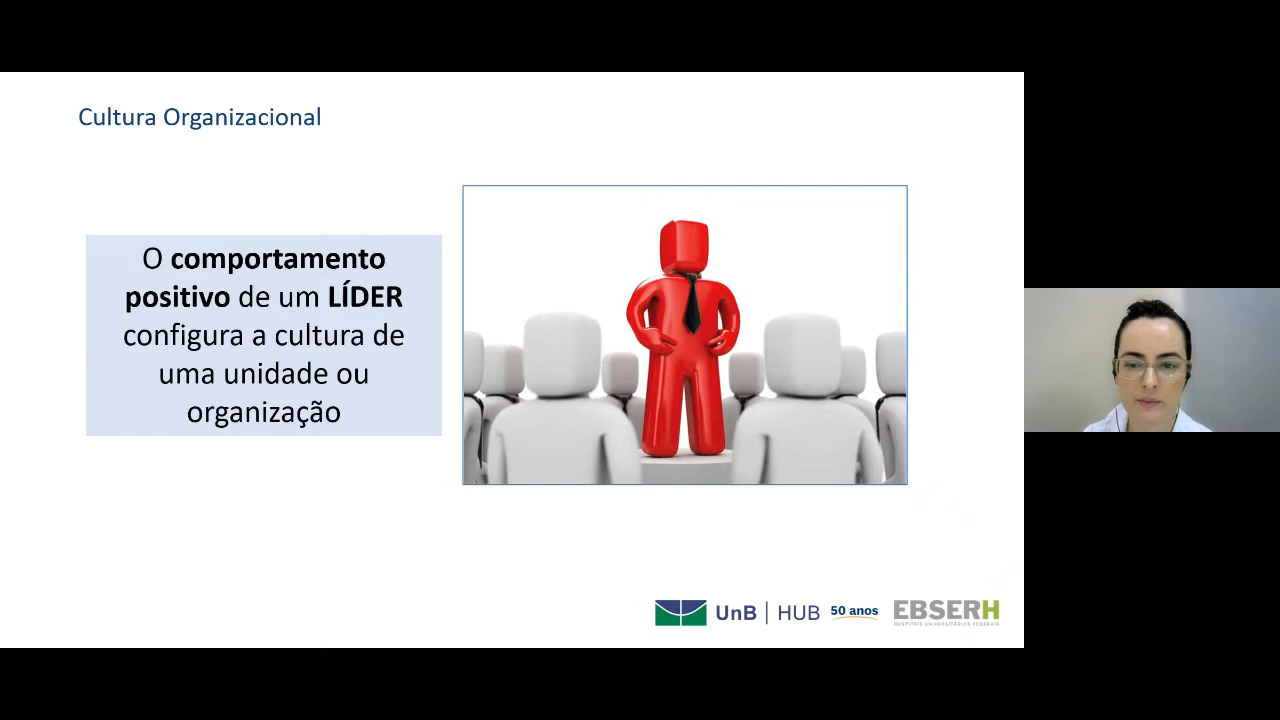 Cultura Organizacional
O comportamento
positivo de um LÍDER
configura a cultura de
uma unidade ou
organização
UnB | HUB 50 anos EBSERH
HOSPITAIS UNIVERSITÁRIOS FEDERAIS